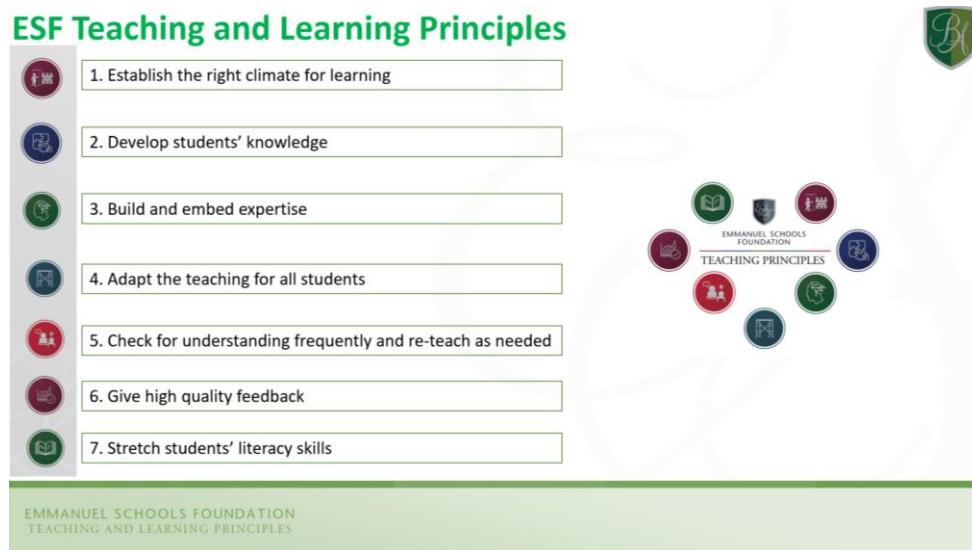 ESF Teaching and Learning Principles
1. Establish the right climate for learning
2. Develop students' knowledge
3. Build and embed expertise
4. Adapt the teaching for all students
5. Check for understanding frequently and re-teach as needed
6. Give high quality feedback
7. Stretch students' literacy skills
EMMANUEL SCHOOLS
FOUNDATION
TEACHING PRINCIPLES
EMMANUEL SCHOOLS FOUNDATION
TEACHING AND LEARNING PRINCIPLES